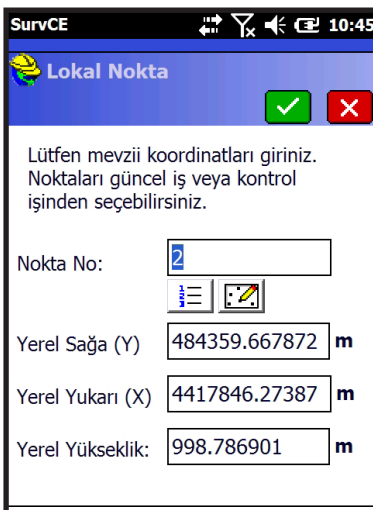 SurvCE 10:45
Lokal Nokta
Lütfen mevzii koordinatları giriniz.
Noktaları güncel iş veya kontrol
işinden seçebilirsiniz.
Nokta No: 2
Yerel Sağa (Y) 484359.667872 m
Yerel Yukarı (X) 4417846.27387 m
Yerel Yükseklik: 998.786901 m